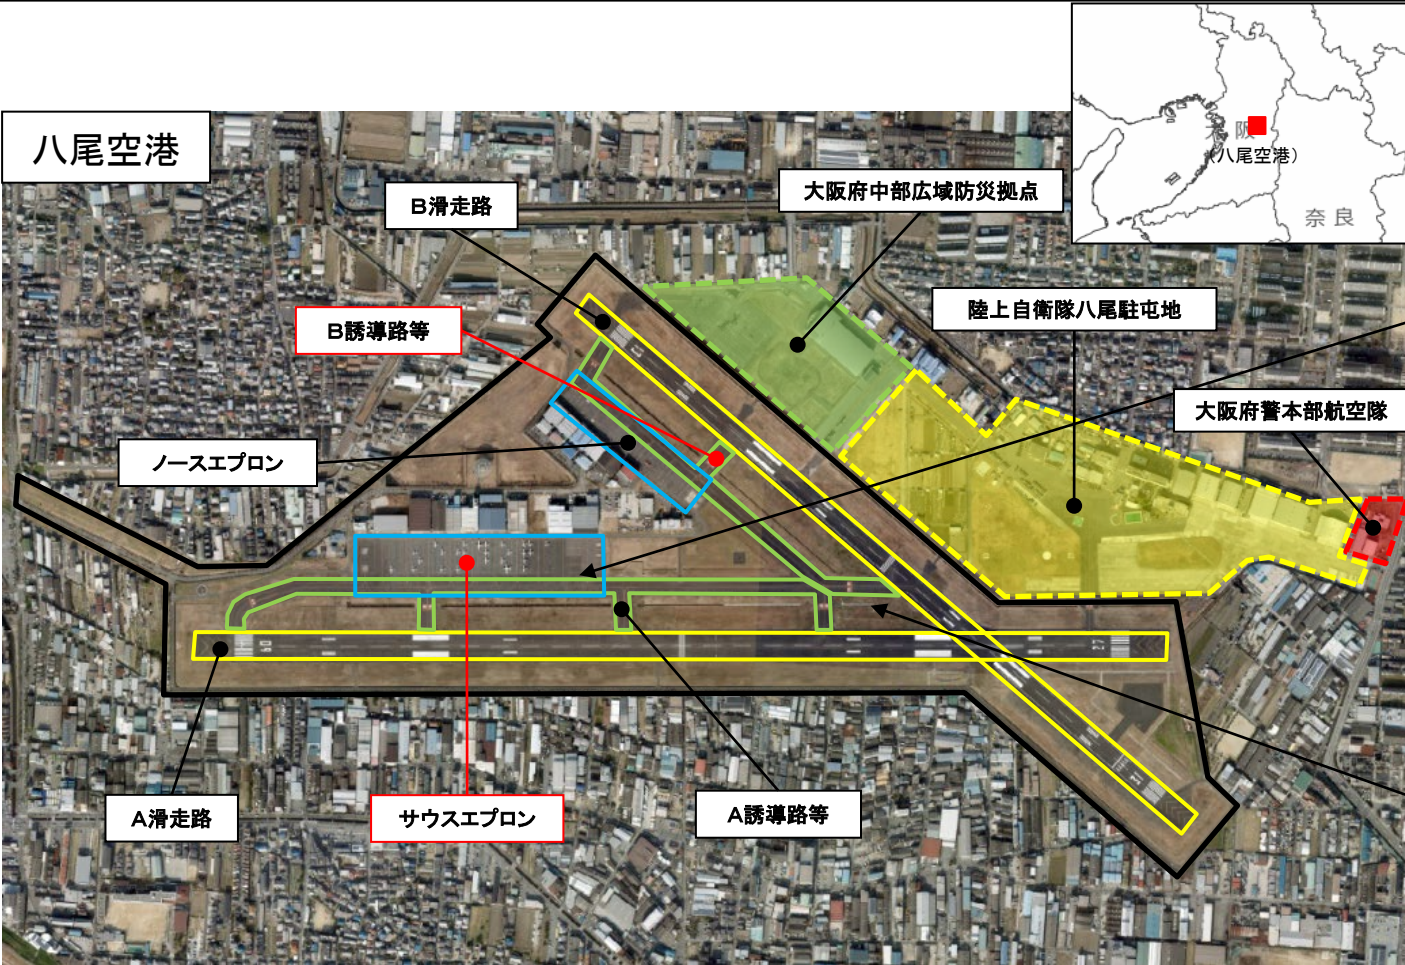 八尾空港
大阪
（八尾空港）
奈良
B滑走路
大阪府中部広域防災拠点
陸上自衛隊八尾駐屯地
B誘導路等
大阪府警本部航空隊
ノースエプロン
A滑走路
サウスエプロン
A誘導路等
27